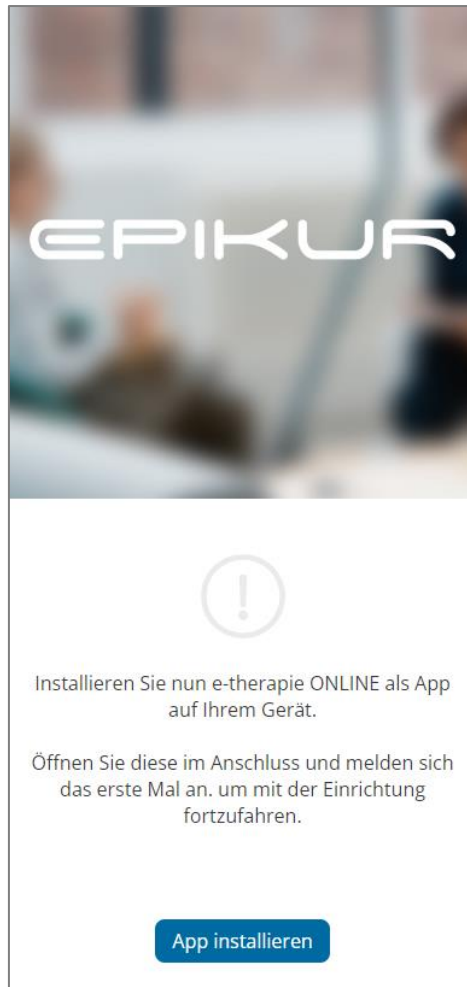 EPIKUR
Installieren Sie nun e-therapie ONLINE als App
auf Ihrem Gerät.
Öffnen Sie diese im Anschluss und melden sich
das erste Mal an. um mit der Einrichtung
fortzufahren.
App installieren